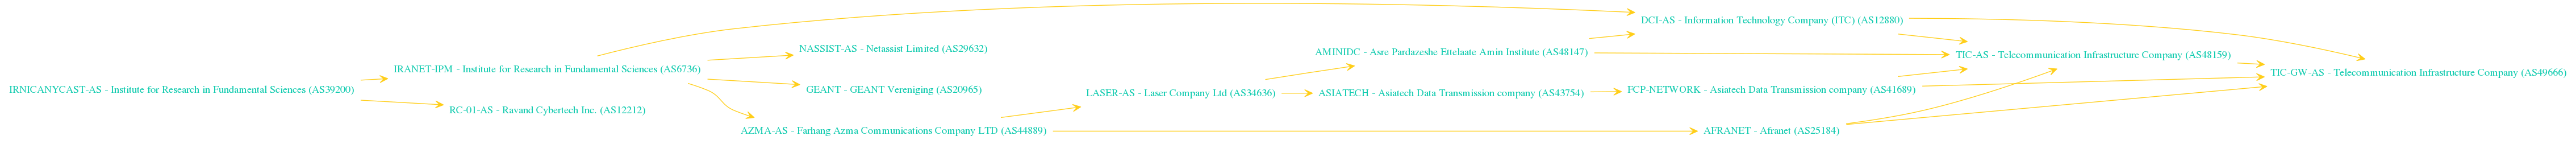 IRNICANYCAST-AS - Institute for Research in Fundamental Sciences (AS39200)
IRANET-IPM - Institute for Research in Fundamental Sciences (AS6736)
RC-01-AS - Ravand Cybertech Inc. (AS12212)
NASSIST-AS - Netassist Limited (AS29632)
GEANT - GEANT Vereniging (AS20965)
AZMA-AS - Farhang Azma Communications Company LTD (AS44889)
LASER-AS - Laser Company Ltd (AS34636)
AMINIDC - Asre Pardazeshe Ettelaate Amin Institute (AS48147)
ASIATECH - Asiatech Data Transmission company (AS43754)
DCI-AS - Information Technology Company (ITC) (AS12880)
FCP-NETWORK - Asiatech Data Transmission company (AS41689)
AFRANET - Afranet (AS25184)
TIC-AS - Telecommunication Infrastructure Company (AS48159)
TIC-GW-AS - Telecommunication Infrastructure Company (AS49666)